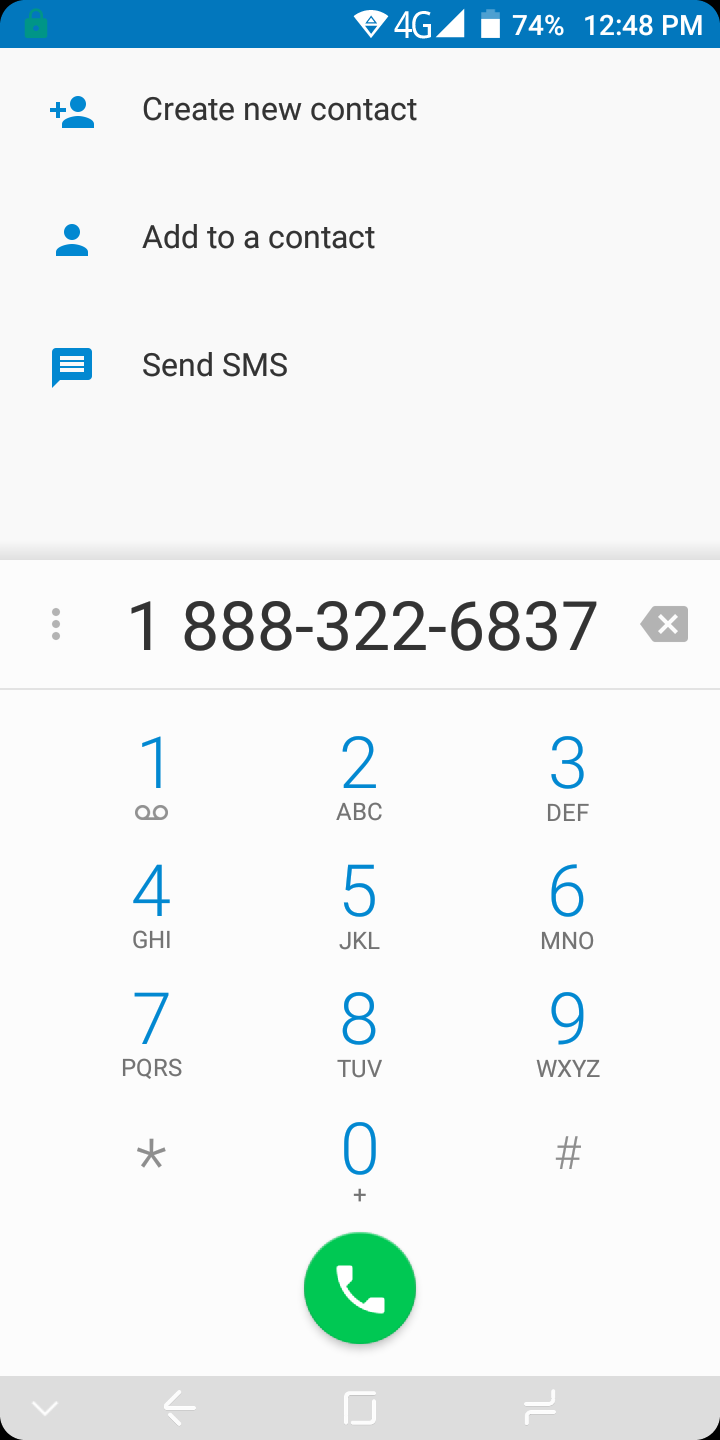 4G 74% 12:48 PM
Create new contact
Add to a contact
Send SMS
1 888-322-6837
1 2 3
ABC DEF
4 5 6
GHI JKL MNO
7 8 9
PQRS TUV WXYZ
* 0 #
+